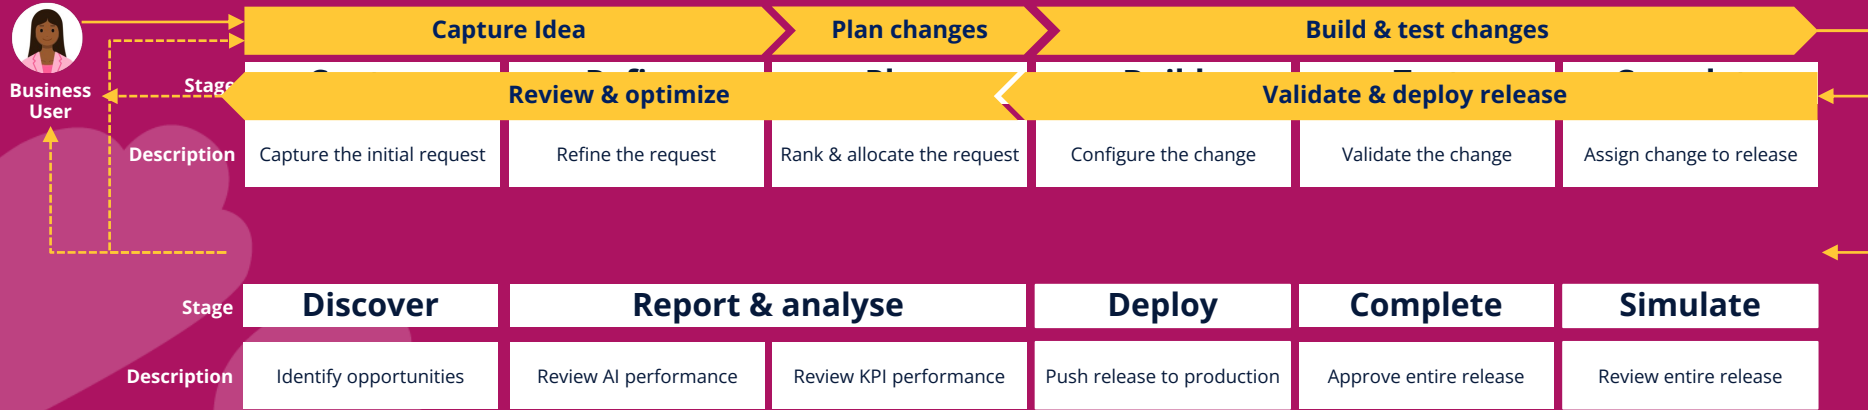 Capture Idea
Plan changes
Build & test changes
Business
User
Stage
Review & optimize
Validate & deploy release
Description
Capture the initial request
Refine the request
Rank & allocate the request
Configure the change
Validate the change
Assign change to release
Stage
Discover
Report & analyse
Deploy
Complete
Simulate
Description
Identify opportunities
Review AI performance
Review KPI performance
Push release to production
Approve entire release
Review entire release